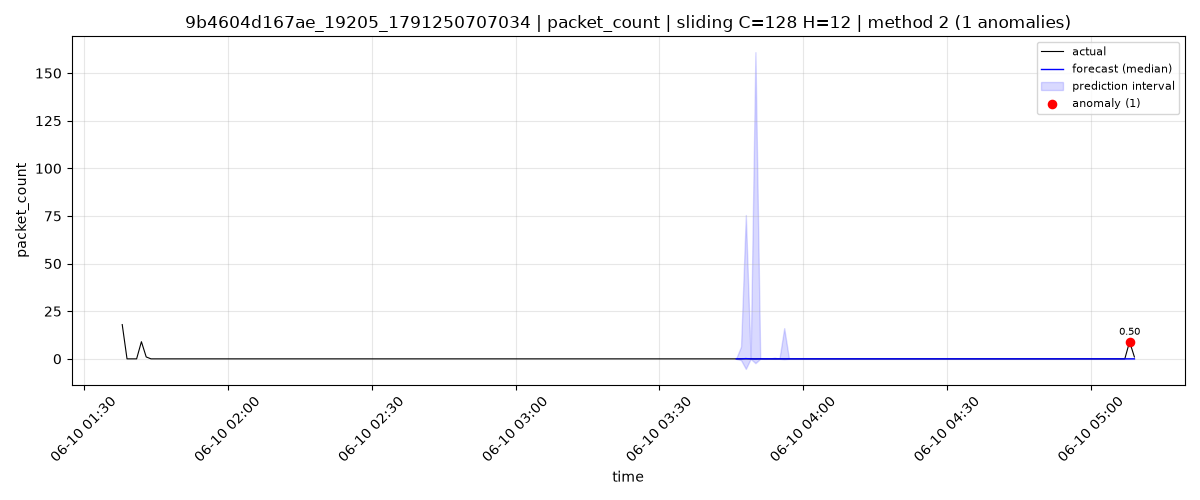 9b4604d167ae_19205_1791250707034 | packet_count | sliding C=128 H=12 | method 2 (1 anomalies)
actual
forecast (median)
prediction interval
anomaly (1)
packet_count
150
125
100
75
50
25
0
0.50
06-10 01:30
06-10 02:00
06-10 02:30
06-10 03:00
06-10 03:30
06-10 04:00
06-10 04:30
06-10 05:00
time